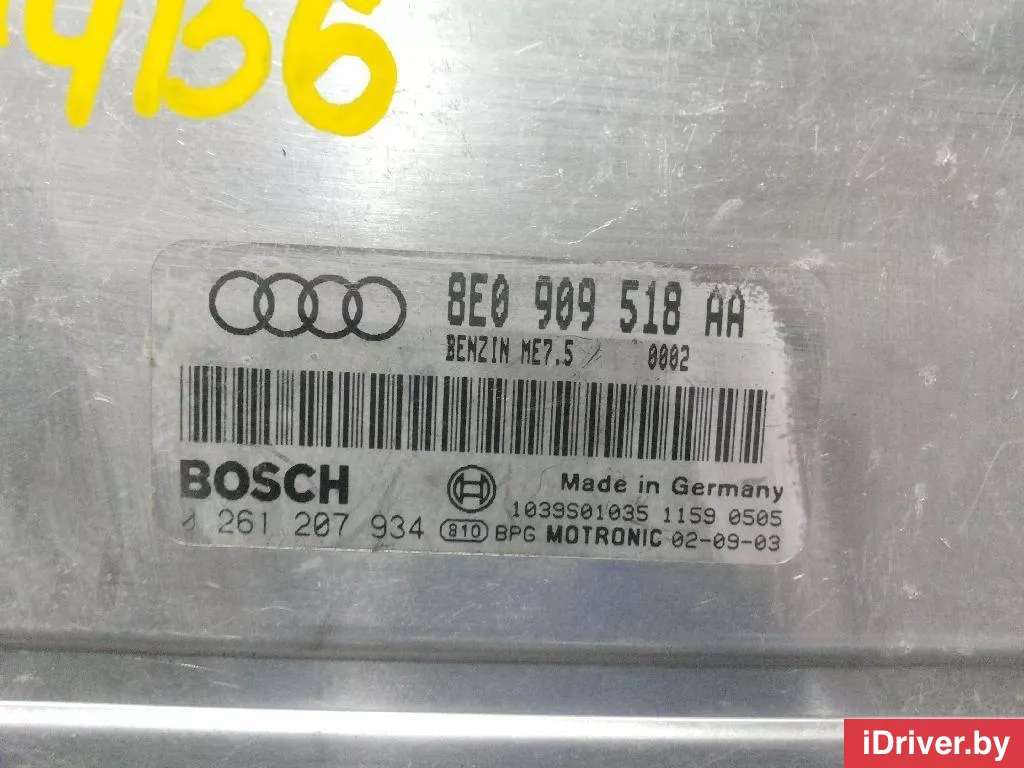 4B6
8E0 909 518 AA
BENZIN ME7.5 0002
BOSCH
Made in Germany
1039S01035 1159 0505
261 207 934 810 BPG MOTRONIC 02-09-03
iDriver.by